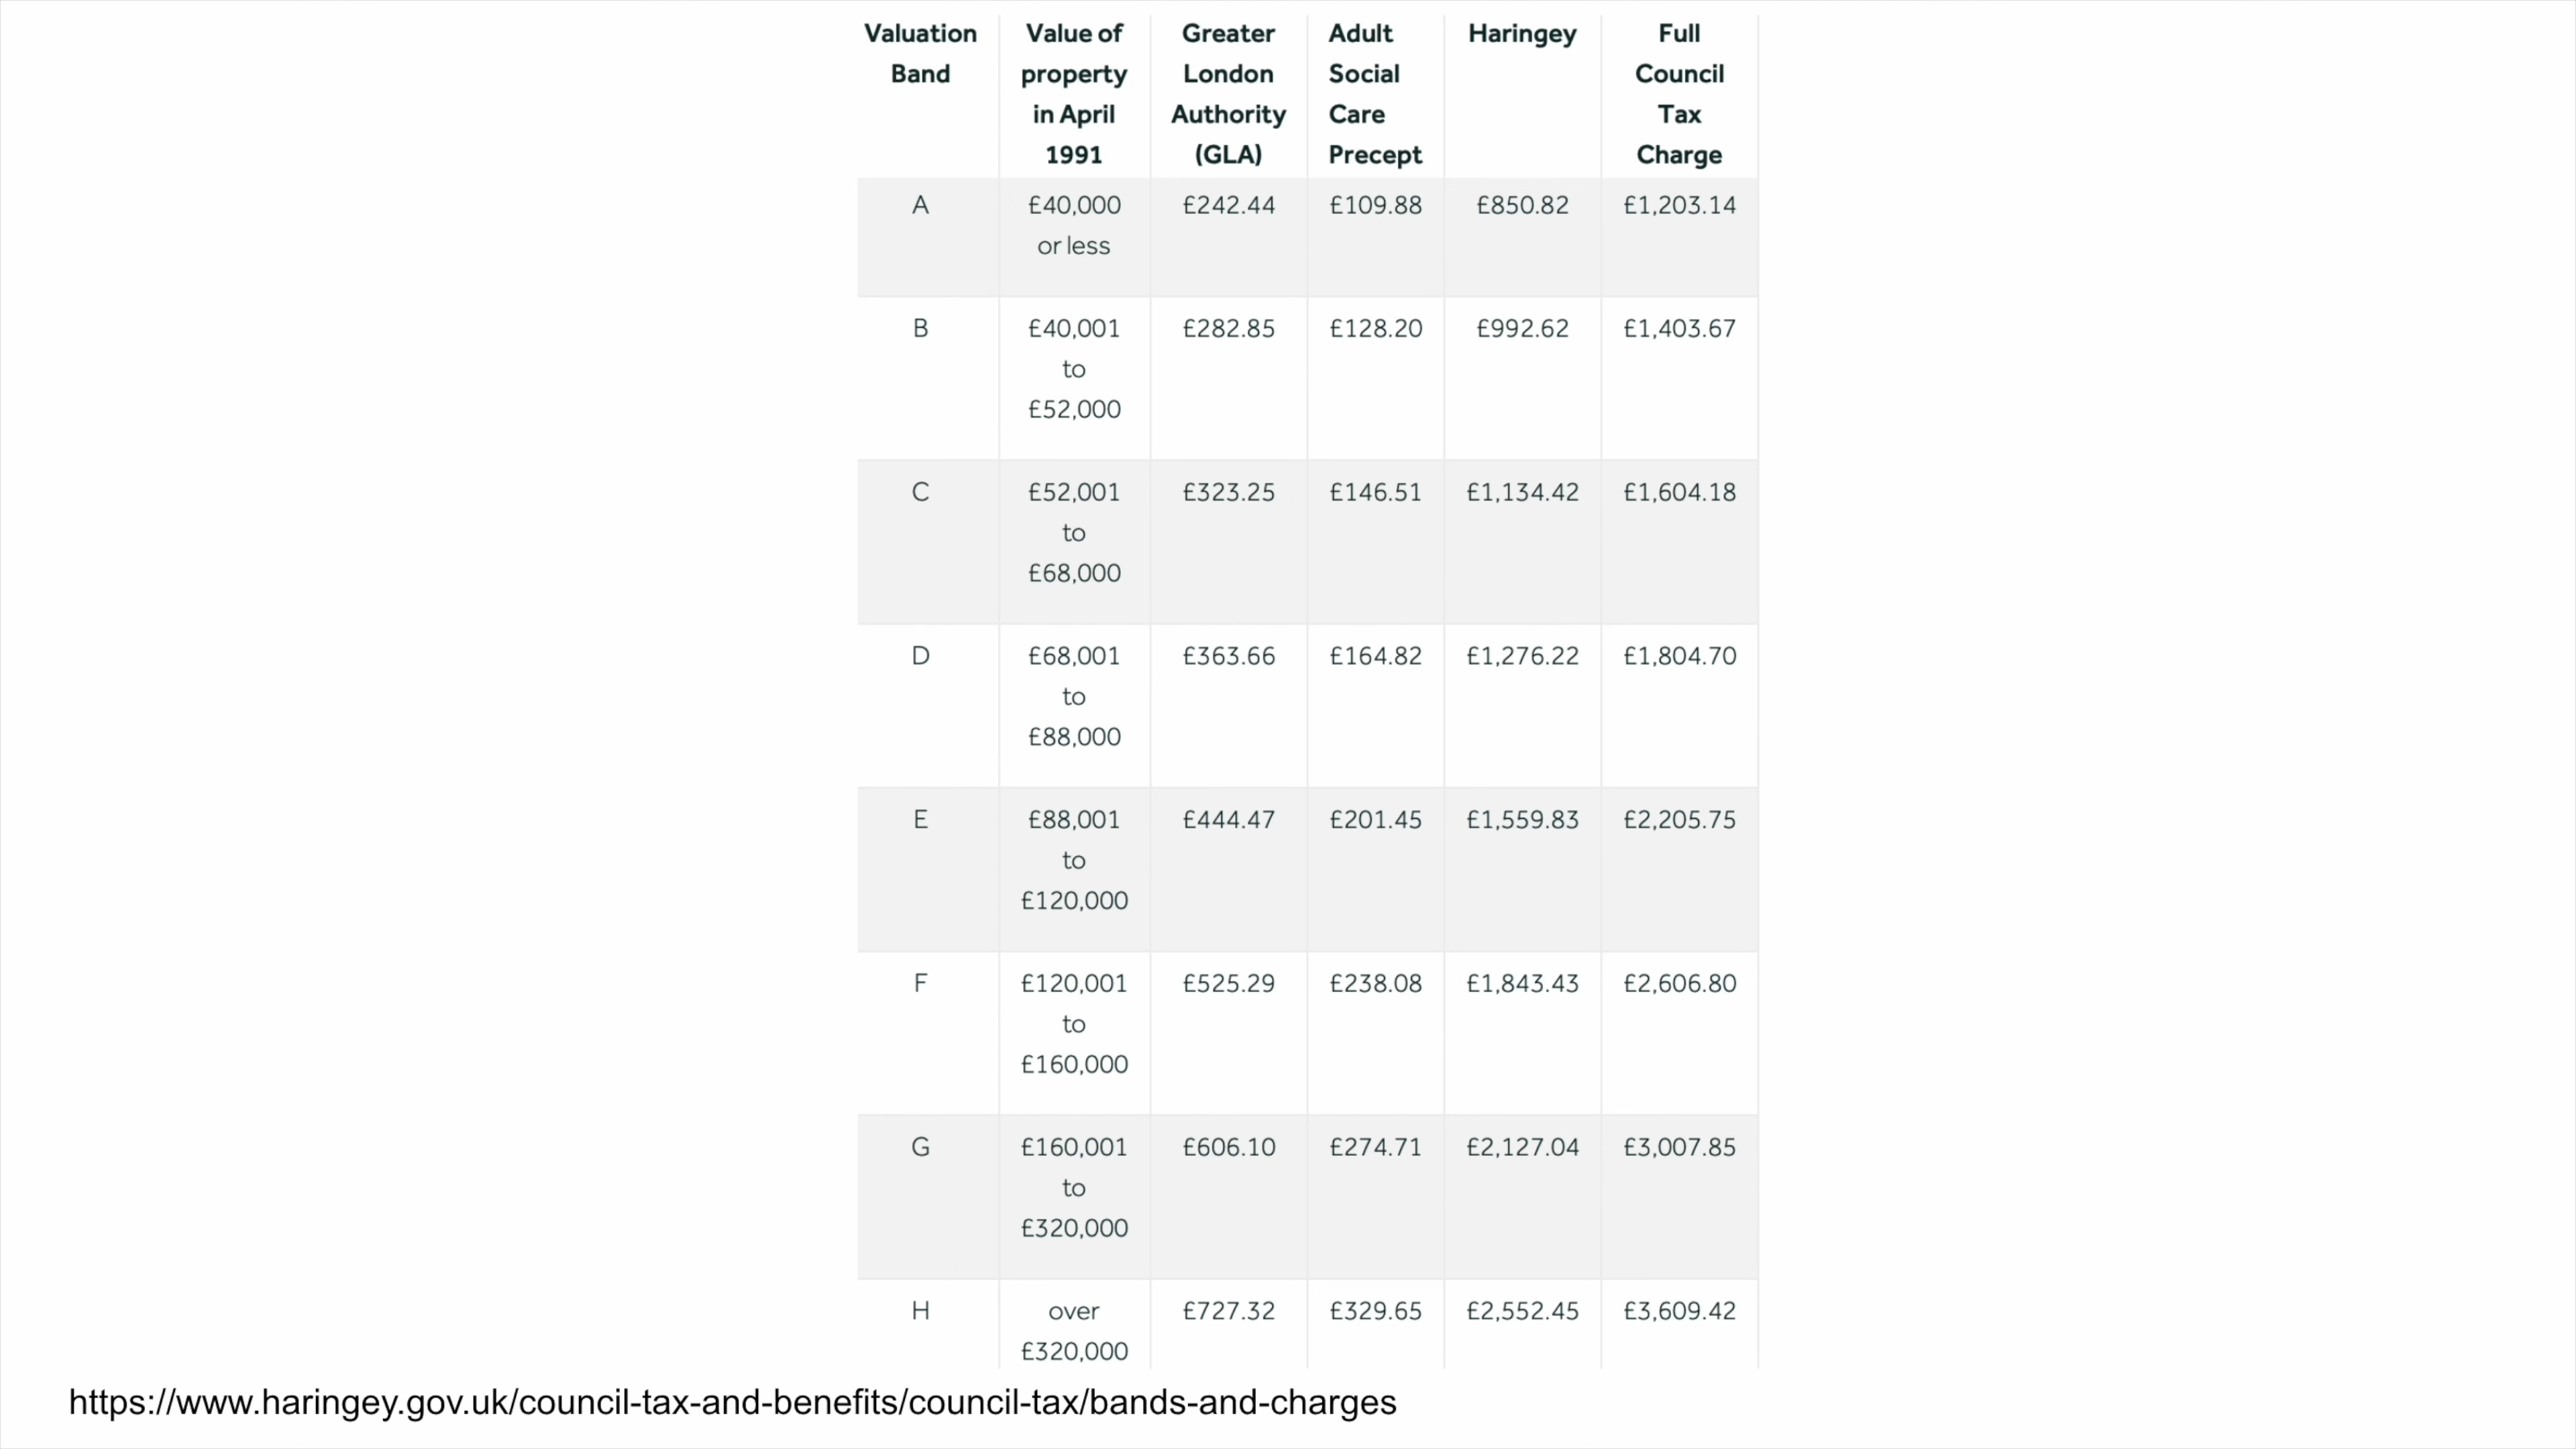 Valuation Band | Value of property in April 1991 | Greater London Authority (GLA) | Adult Social Care Precept | Haringey | Full Council Tax Charge
A | £40,000 or less | £242.44 | £109.88 | £850.82 | £1,203.14
B | £40,001 to £52,000 | £282.85 | £128.20 | £992.62 | £1,403.67
C | £52,001 to £68,000 | £323.25 | £146.51 | £1,134.42 | £1,604.18
D | £68,001 to £88,000 | £363.66 | £164.82 | £1,276.22 | £1,804.70
E | £88,001 to £120,000 | £444.47 | £201.45 | £1,559.83 | £2,205.75
F | £120,001 to £160,000 | £525.29 | £238.08 | £1,843.43 | £2,606.80
G | £160,001 to £320,000 | £606.10 | £274.71 | £2,127.04 | £3,007.85
H | over £320,000 | £727.32 | £329.65 | £2,552.45 | £3,609.42
https://www.haringey.gov.uk/council-tax-and-benefits/council-tax/bands-and-charges